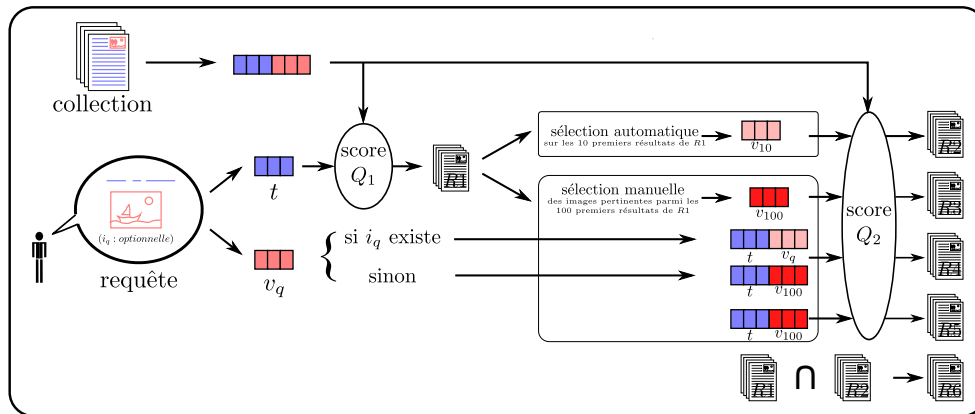 collection
score
Q1
R1
sélection automatique
sur les 10 premiers résultats de R1
v10
R2
t
sélection manuelle
des images pertinentes parmi les
100 premiers résultats de R1
v100
R3
score
Q2
(iq : optionnelle)
requête
vq
{
si iq existe
sinon
t vq
R4
t v100
t v100
R5
R1 ∩ R2
R6